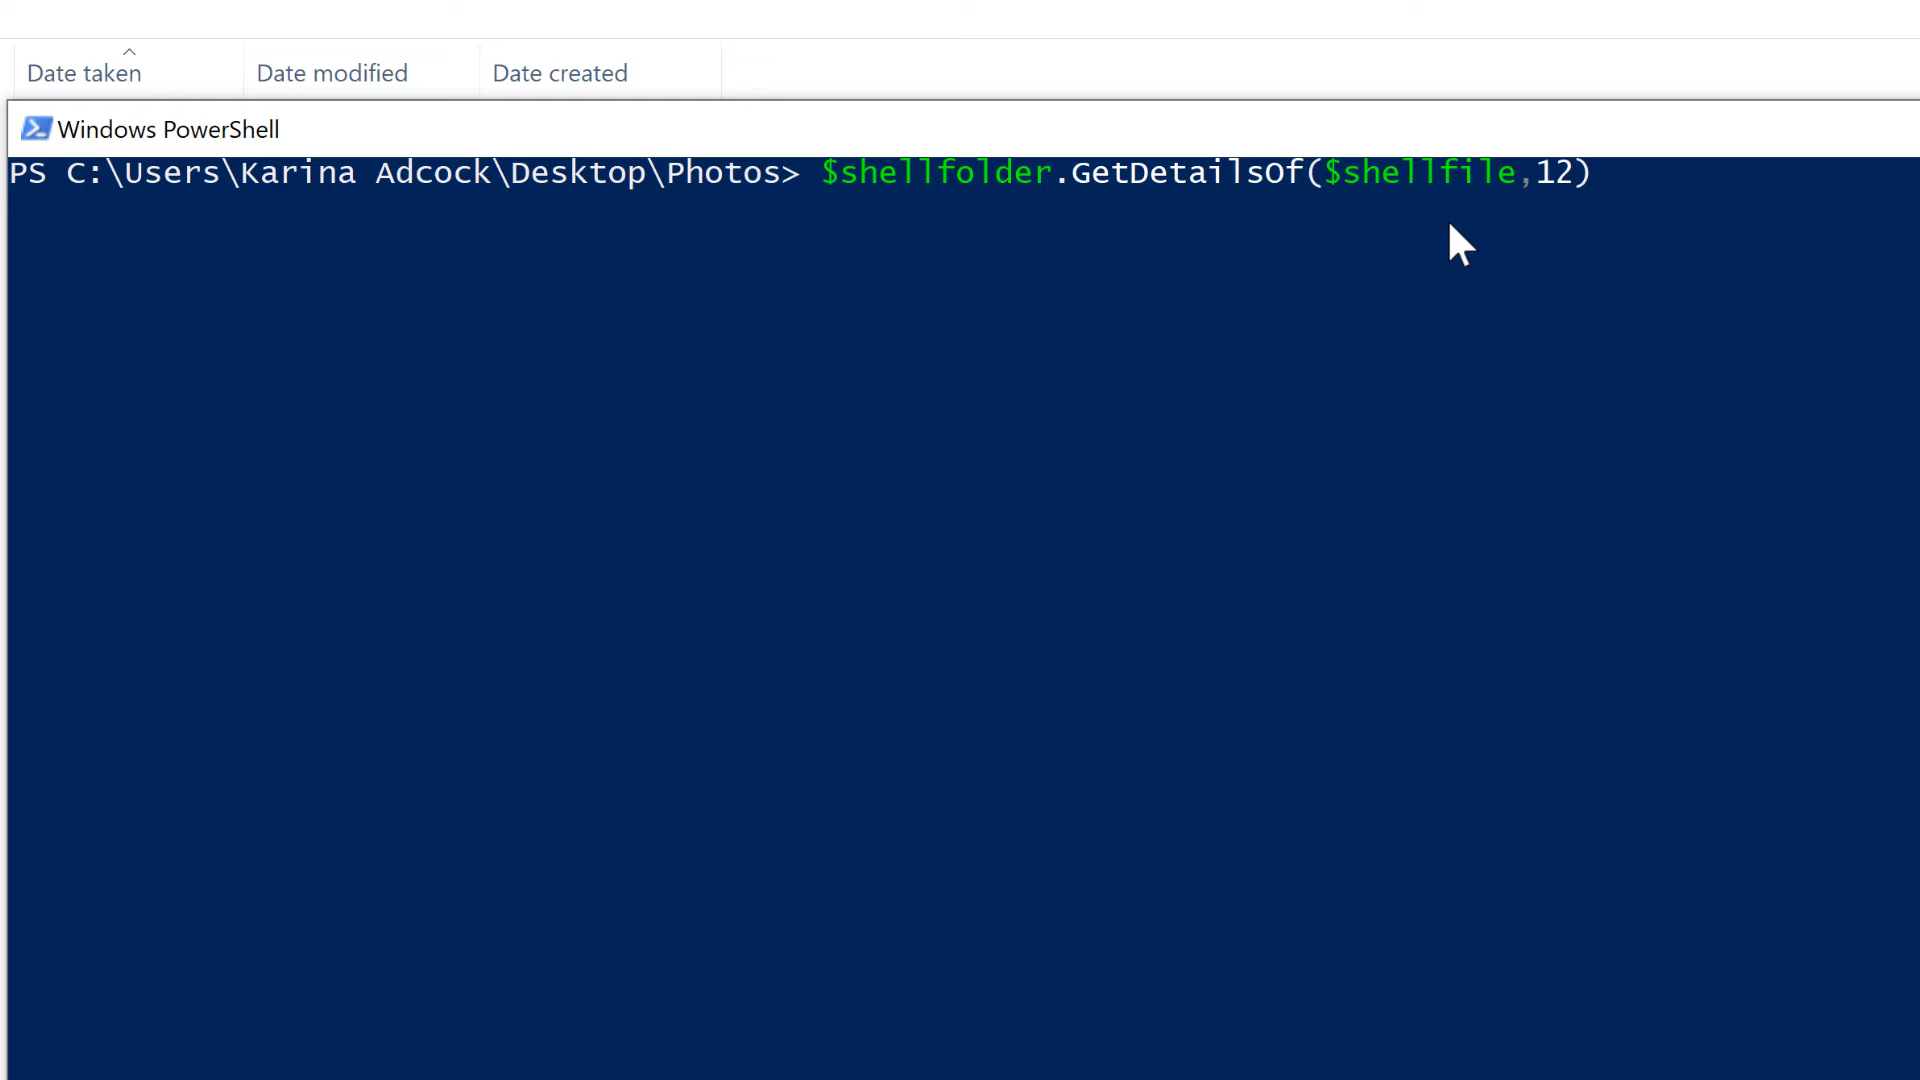 Date taken Date modified Date created
Windows PowerShell
PS C:\Users\Karina Adcock\Desktop\Photos> $shellfolder.GetDetailsOf($shellfile,12)